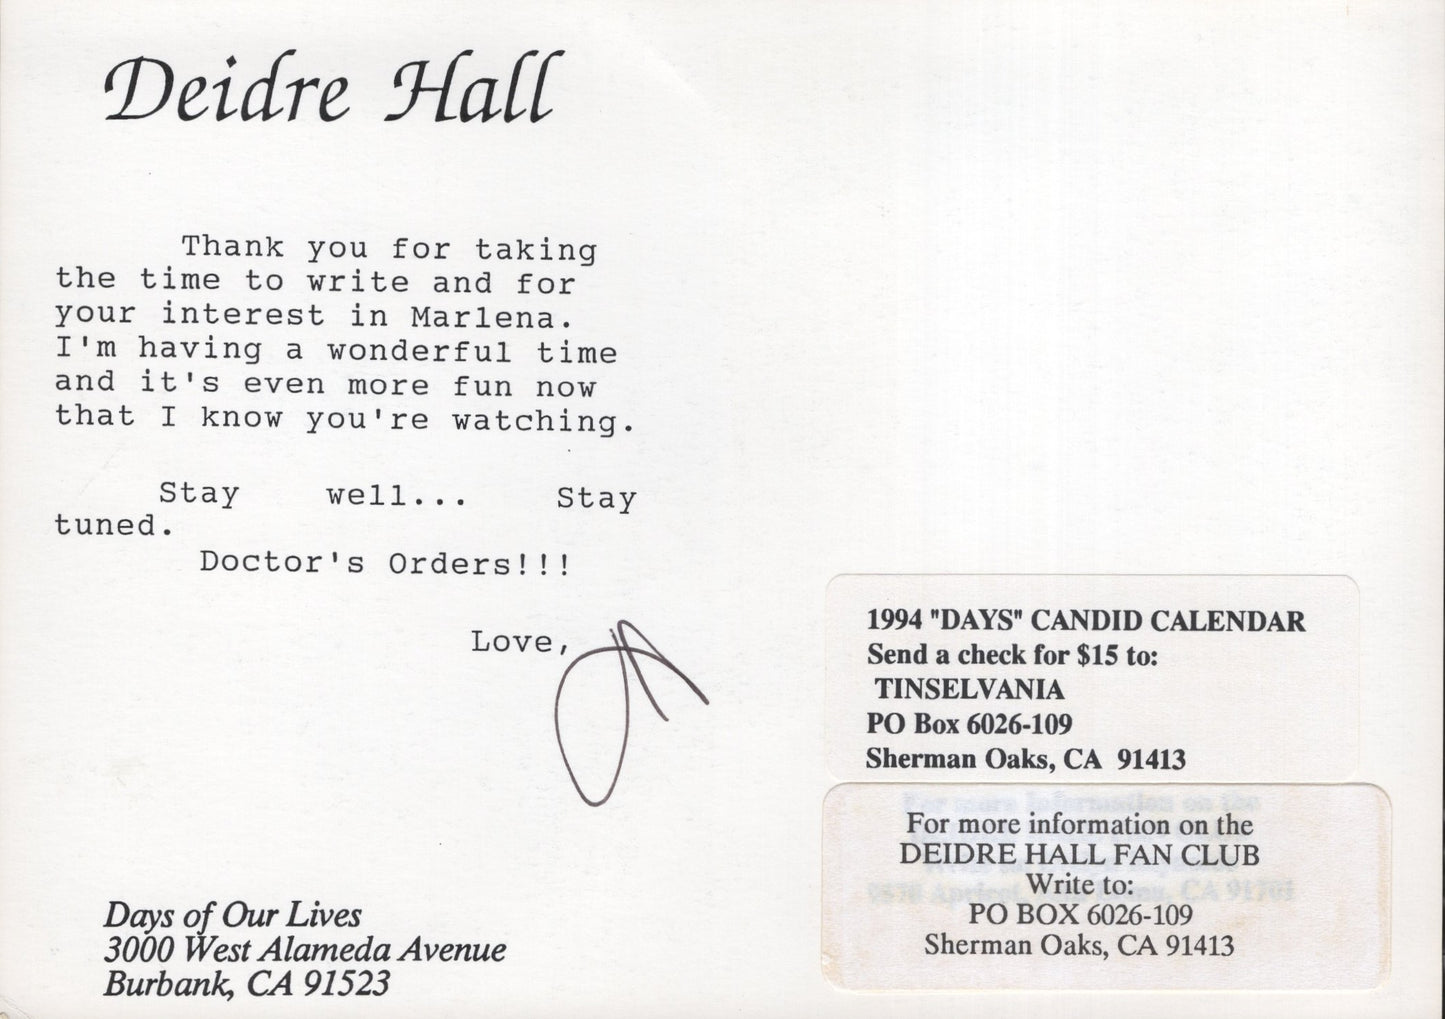 Deidre Hall
Thank you for taking
the time to write and for
your interest in Marlena.
I'm having a wonderful time
and it's even more fun now
that I know you're watching.
Stay well... Stay
tuned.
Doctor's Orders!!!
Love,
Days of Our Lives
3000 West Alameda Avenue
Burbank, CA 91523
1994 "DAYS" CANDID CALENDAR
Send a check for $15 to:
TINSELVANIA
PO Box 6026-109
Sherman Oaks, CA 91413
For more information on the
DEIDRE HALL FAN CLUB
Write to:
PO BOX 6026-109
Sherman Oaks, CA 91413